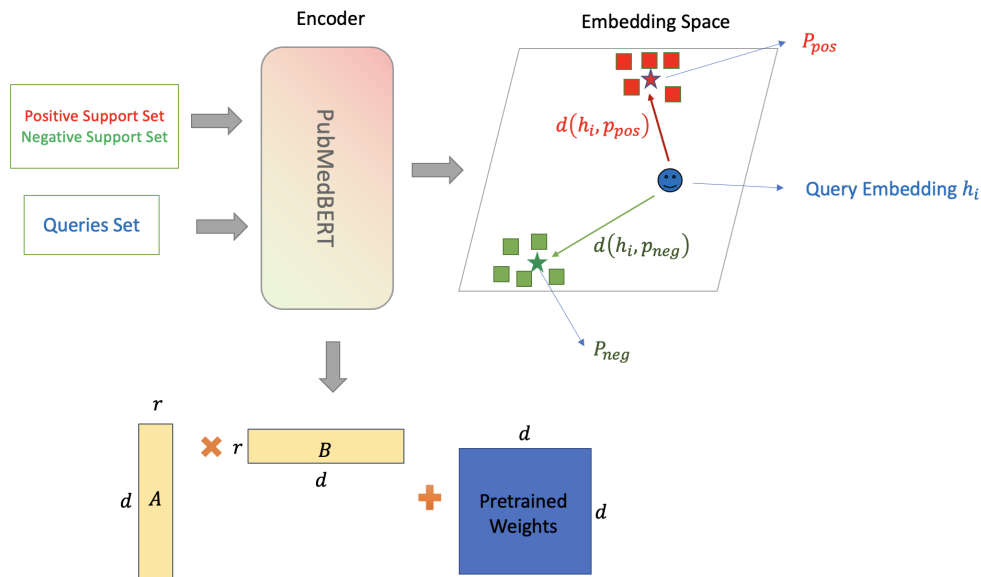 Encoder
Embedding Space
P_pos
Positive Support Set
Negative Support Set
PubMedBERT
d(h_i, p_pos)
Query Embedding h_i
Queries Set
d(h_i, p_neg)
P_neg
r
d
A
r
B
d
d
Pretrained
Weights
d